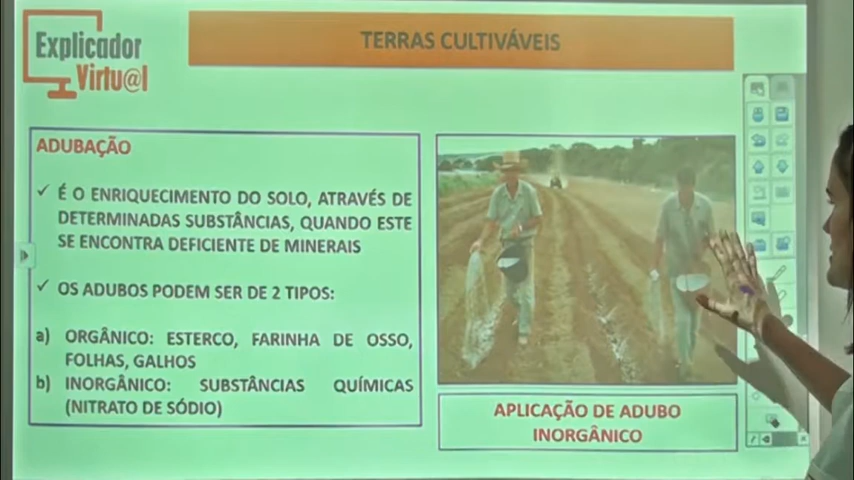 Explicador
Virtu@l
TERRAS CULTIVÁVEIS
ADUBAÇÃO
✓ É O ENRIQUECIMENTO DO SOLO, ATRAVÉS DE
DETERMINADAS SUBSTÂNCIAS, QUANDO ESTE
SE ENCONTRA DEFICIENTE DE MINERAIS
✓ OS ADUBOS PODEM SER DE 2 TIPOS:
a) ORGÂNICO: ESTERCO, FARINHA DE OSSO,
FOLHAS, GALHOS
b) INORGÂNICO: SUBSTÂNCIAS QUÍMICAS
(NITRATO DE SÓDIO)
APLICAÇÃO DE ADUBO
INORGÂNICO